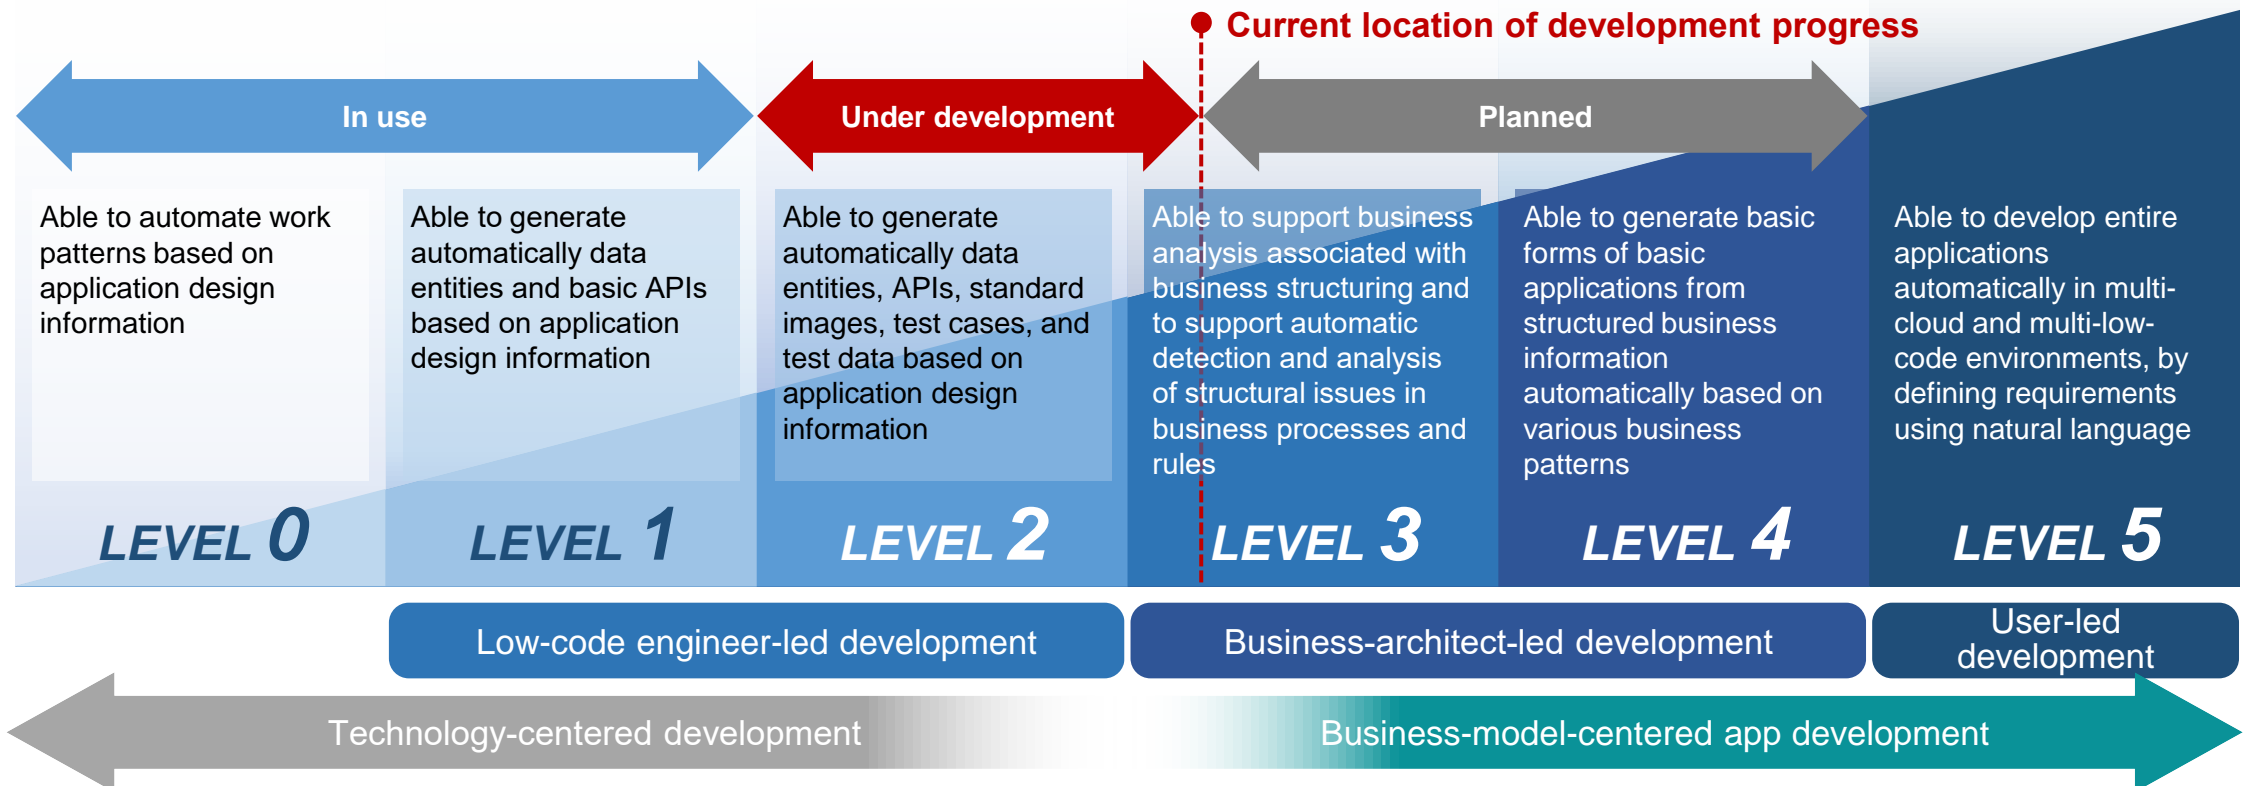 Current location of development progress
In use
Under development
Planned
Able to automate work
patterns based on
application design
information
Able to generate
automatically data
entities and basic APIs
based on application
design information
Able to generate
automatically data
entities, APIs, standard
images, test cases, and
test data based on
application design
information
Able to support business
analysis associated with
business structuring and
to support automatic
detection and analysis
of structural issues in
business processes and
rules
Able to generate basic
forms of basic
applications from
structured business
information
automatically based on
various business
patterns
Able to develop entire
applications
automatically in multi-
cloud and multi-low-
code environments, by
defining requirements
using natural language
LEVEL 0
LEVEL 1
LEVEL 2
LEVEL 3
LEVEL 4
LEVEL 5
Low-code engineer-led development
Business-architect-led development
User-led
development
Technology-centered development
Business-model-centered app development